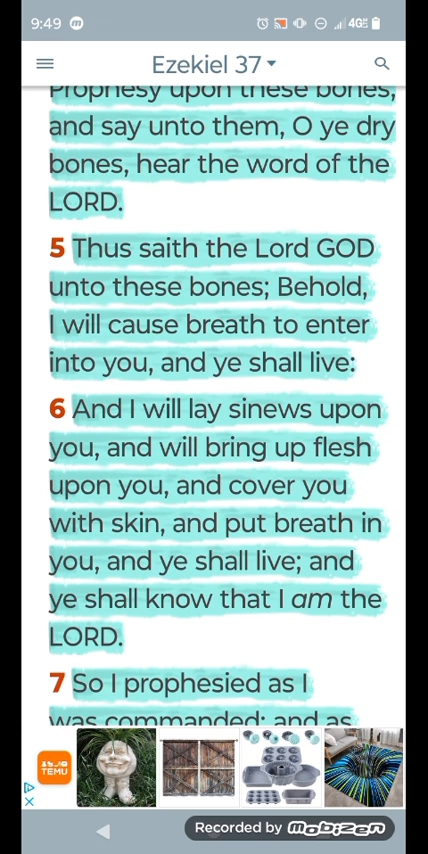 9:49
4G
Ezekiel 37
Prophesy upon these bones,
and say unto them, O ye dry
bones, hear the word of the
LORD.
5 Thus saith the Lord GOD
unto these bones; Behold,
I will cause breath to enter
into you, and ye shall live:
6 And I will lay sinews upon
you, and will bring up flesh
upon you, and cover you
with skin, and put breath in
you, and ye shall live; and
ye shall know that I am the
LORD.
7 So I prophesied as I
was commanded: and as
TEMU
Recorded by Mobizen